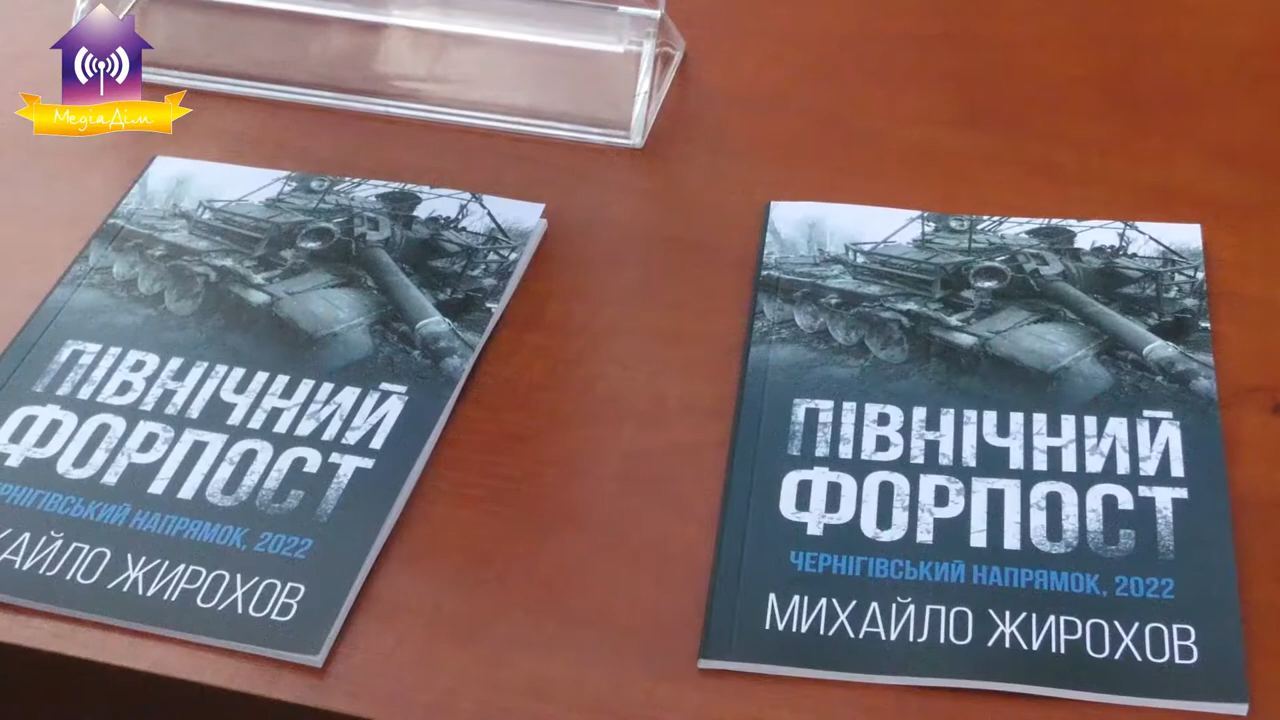 МедіаДім
ПІВНІЧНИЙ
ФОРПОСТ
ЧЕРНІГІВСЬКИЙ НАПРЯМОК, 2022
МИХАЙЛО ЖИРОХОВ
ПІВНІЧНИЙ
ФОРПОСТ
ЧЕРНІГІВСЬКИЙ НАПРЯМОК, 2022
МИХАЙЛО ЖИРОХОВ